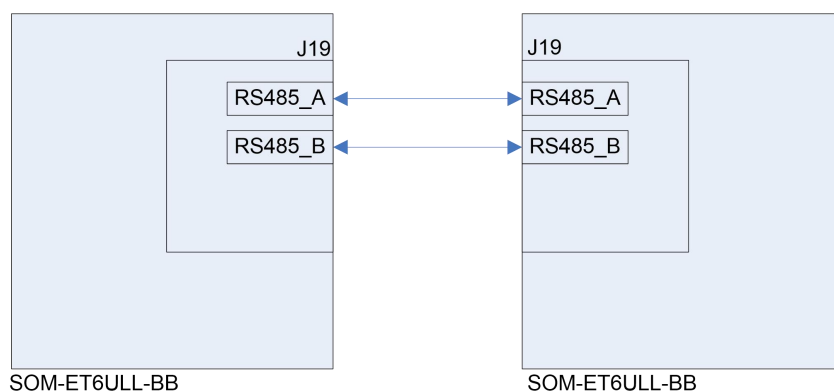 J19
J19
RS485_A
RS485_A
RS485_B
RS485_B
SOM-ET6ULL-BB
SOM-ET6ULL-BB